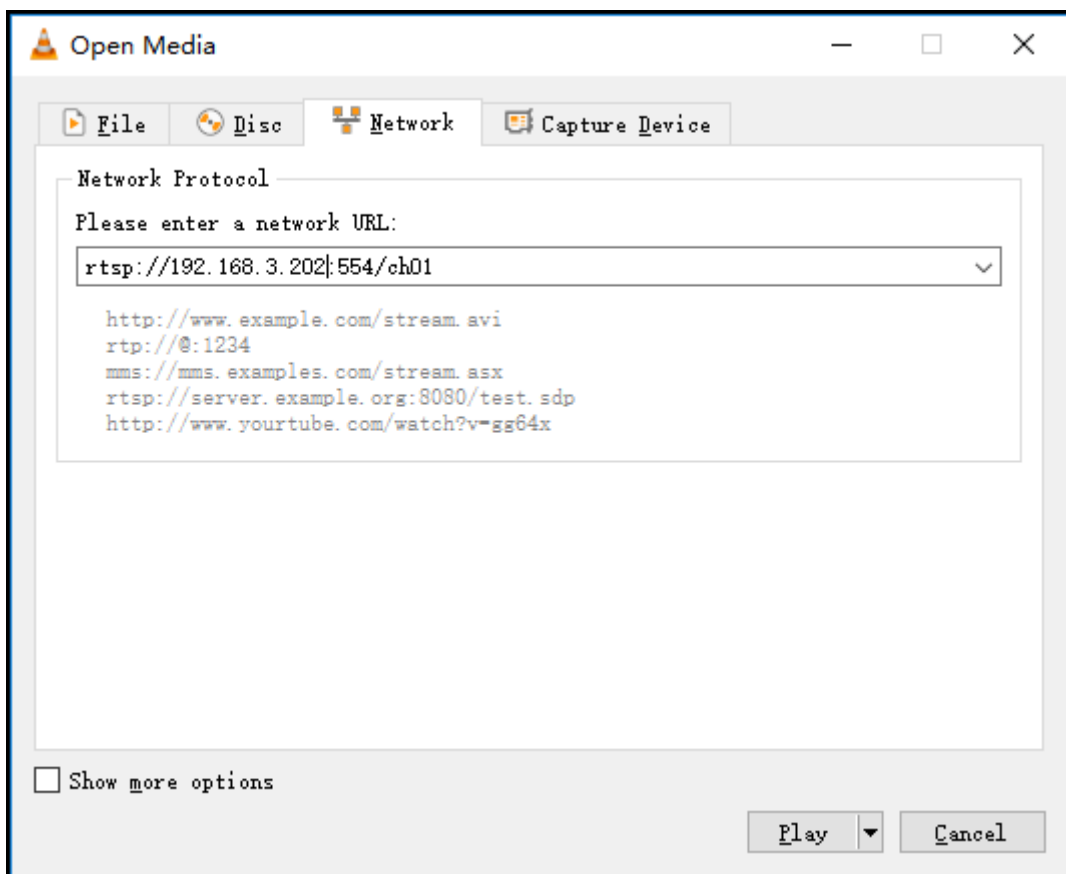 Open Media
File Disc Network Capture Device
Network Protocol
Please enter a network URL:
rtsp://192.168.3.202:554/ch01
http://www.example.com/stream.avi
rtp://@:1234
mms://mms.examples.com/stream.asx
rtsp://server.example.org:8080/test.sdp
http://www.yourtube.com/watch?v=gg64x
Show more options
Play Cancel